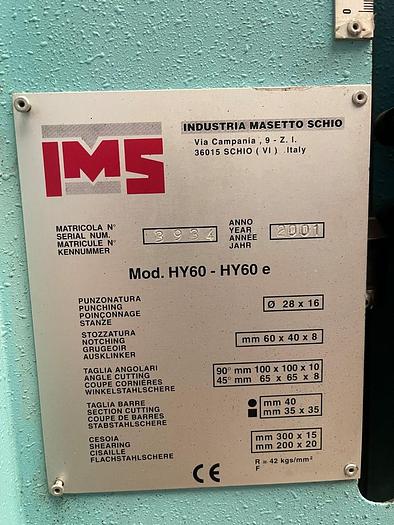 0
IMS
INDUSTRIA MASETTO SCHIO
Via Campania , 9 - Z. I.
36015 SCHIO ( VI ) Italy
MATRICOLA N°
SERIAL NUM.
MATRICULE N°
KENNUMMER
3934
ANNO
YEAR
ANNÉE
JAHR
2001
Mod. HY60 - HY60 e
PUNZONATURA
PUNCHING
POINÇONNAGE
STANZE
Ø 28 x 16
STOZZATURA
NOTCHING
GRUGEOIR
AUSKLINKER
mm 60 x 40 x 8
TAGLIA ANGOLARI
ANGLE CUTTING
COUPE CORNIÈRES
WINKELSTAHLSCHERE
90° mm 100 x 100 x 10
45° mm 65 x 65 x 8
TAGLIA BARRE
SECTION CUTTING
COUPE DE BARRES
STABSTAHLSCHERE
mm 40
mm 35 x 35
CESOIA
SHEARING
CISAILLE
FLACHSTAHLSCHERE
mm 300 x 15
mm 200 x 20
R = 42 kgs/mm²
F
CE